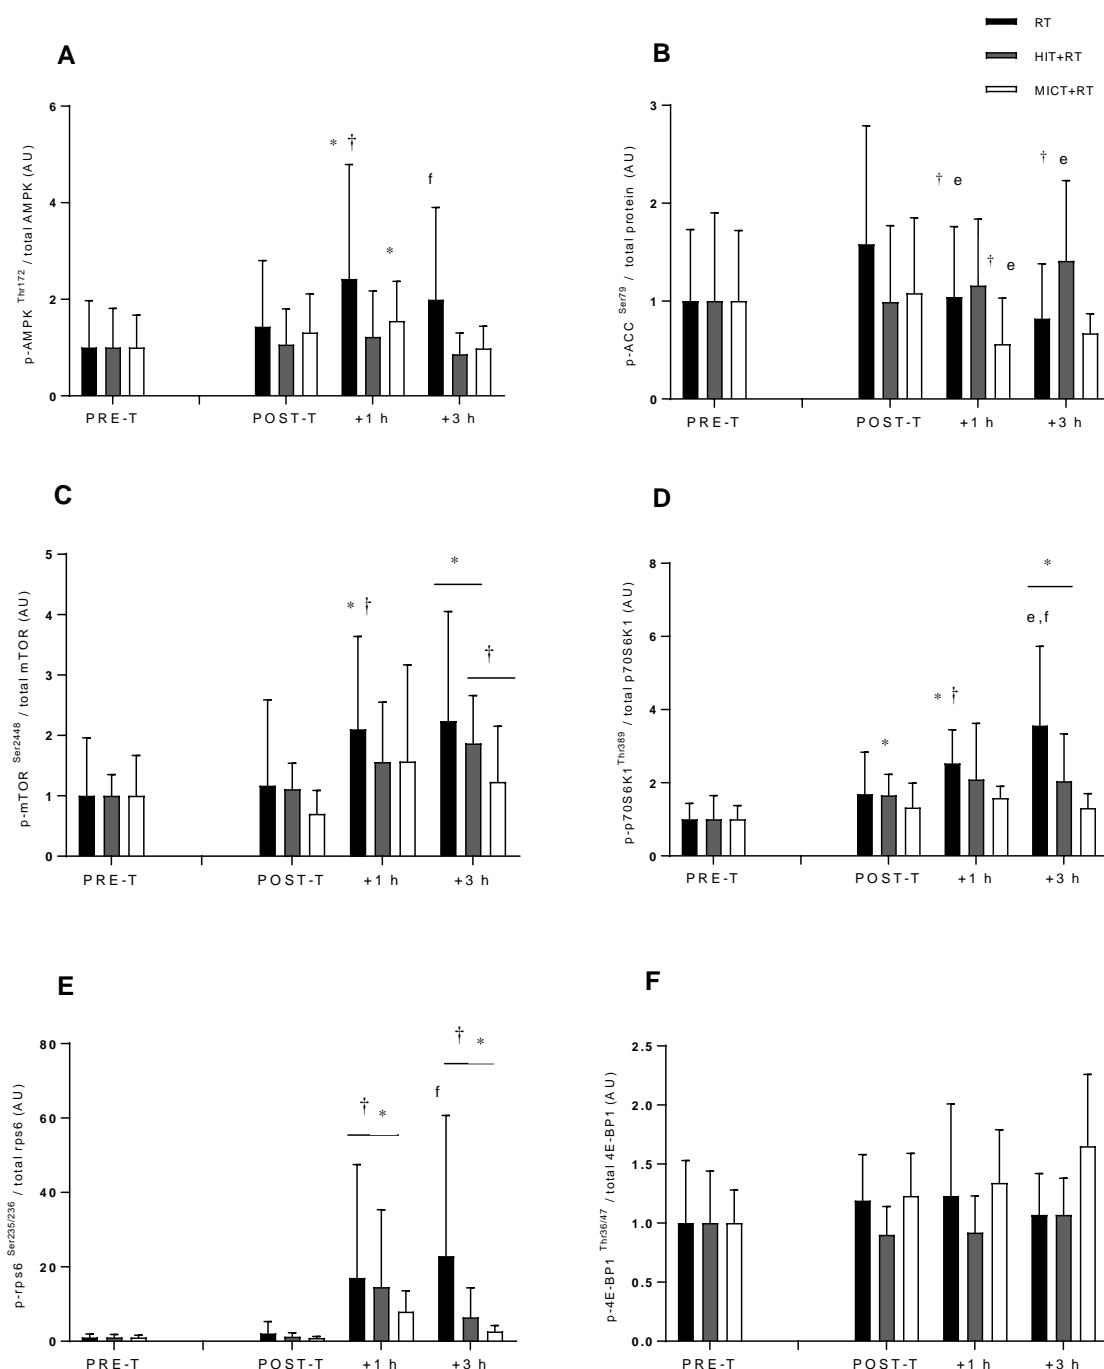 RT
HIT+RT
MICT+RT
A
p-AMPK Thr172 / total AMPK (AU)
6
4
2
0
* †
*
f
PRE-T POST-T +1 h +3 h
B
p-ACC Ser79 / total protein (AU)
3
2
1
0
† e
† e
† e
PRE-T POST-T +1 h +3 h
C
p-mTOR Ser2448 / total mTOR (AU)
5
4
3
2
1
0
* †
*
†
PRE-T POST-T +1 h +3 h
D
p-p70S6K1 Thr389 / total p70S6K1 (AU)
8
6
4
2
0
*
* †
*
e,f
PRE-T POST-T +1 h +3 h
E
p-rps6 Ser235/236 / total rps6 (AU)
80
60
40
20
0
† *
† *
f
PRE-T POST-T +1 h +3 h
F
p-4E-BP1 Thr36/47 / total 4E-BP1 (AU)
2.5
2.0
1.5
1.0
0.5
0.0
PRE-T POST-T +1 h +3 h